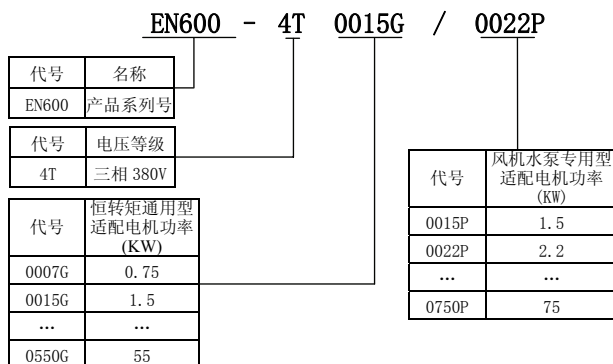 EN600 - 4T 0015G / 0022P
代号 名称
EN600 产品系列号
代号 电压等级
4T 三相 380V
代号 恒转矩通用型
适配电机功率
(KW)
0007G 0.75
0015G 1.5
… …
0550G 55
代号 风机水泵专用型
适配电机功率
(KW)
0015P 1.5
0022P 2.2
… …
0750P 75